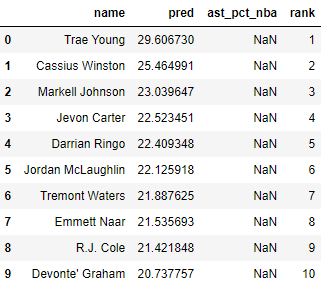 name pred ast_pct_nba rank
0 Trae Young 29.606730 NaN 1
1 Cassius Winston 25.464991 NaN 2
2 Markell Johnson 23.039647 NaN 3
3 Jevon Carter 22.523451 NaN 4
4 Darrian Ringo 22.409348 NaN 5
5 Jordan McLaughlin 22.125918 NaN 6
6 Tremont Waters 21.887625 NaN 7
7 Emmett Naar 21.535693 NaN 8
8 R.J. Cole 21.421848 NaN 9
9 Devonte' Graham 20.737757 NaN 10